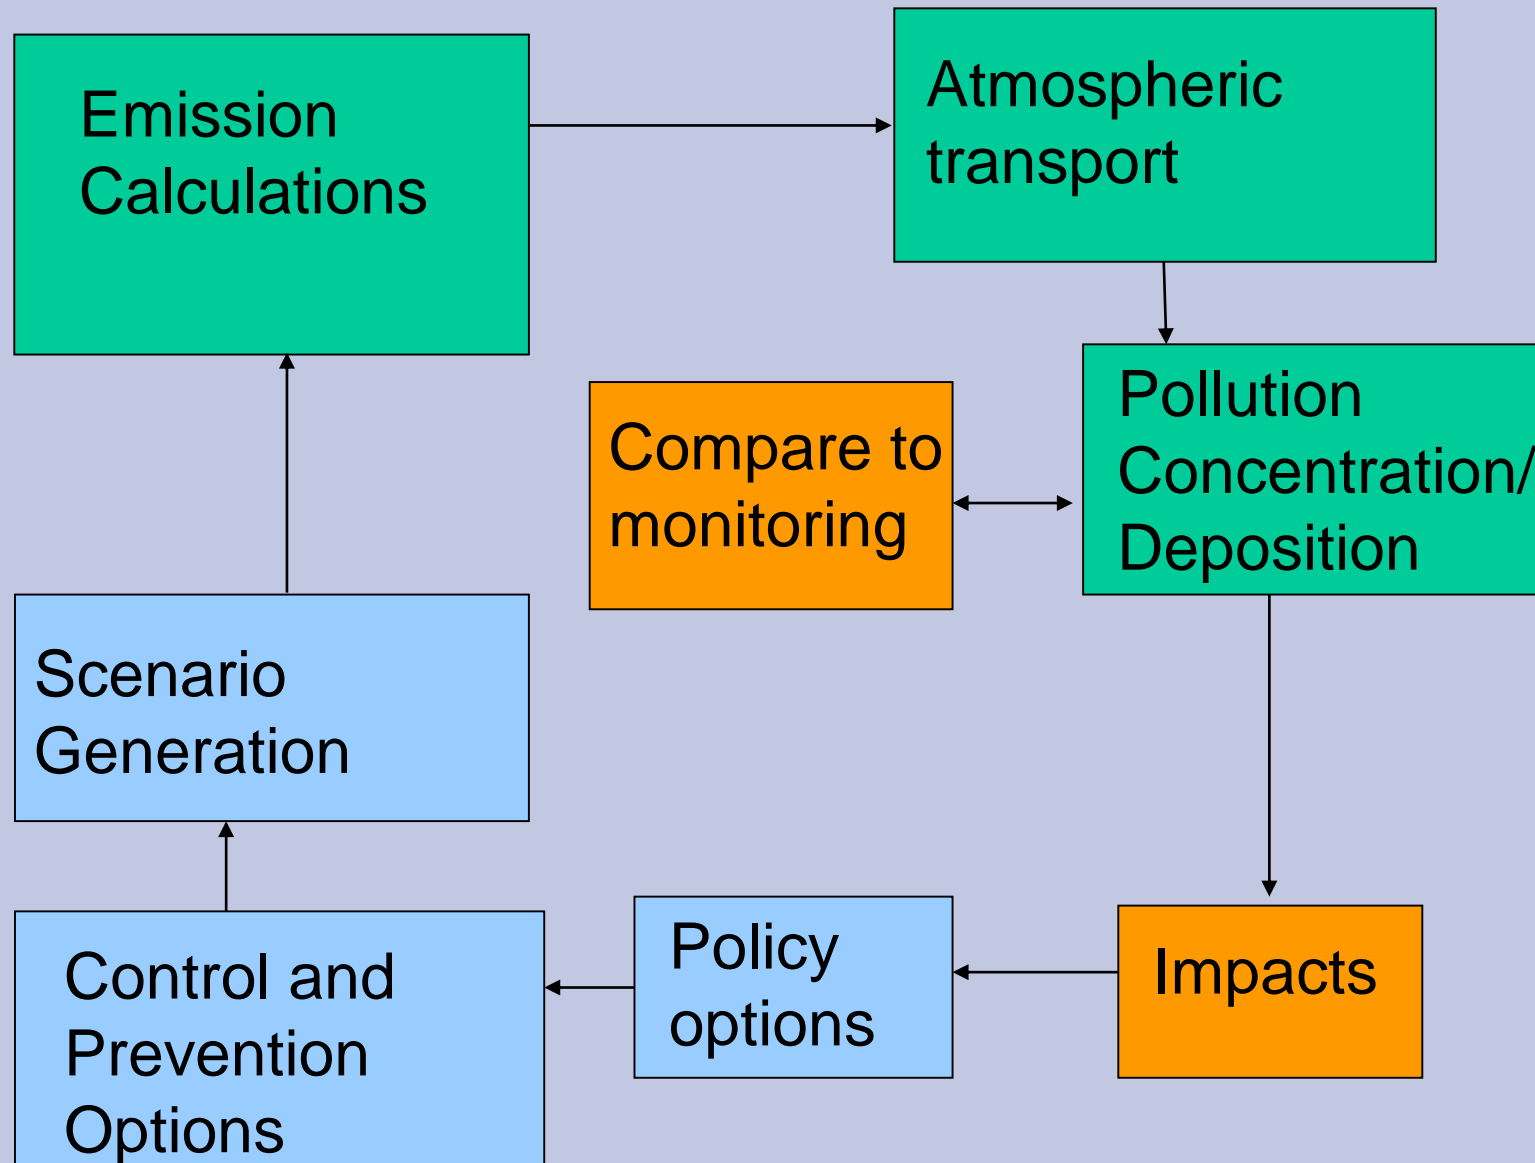 Emission
Calculations
Atmospheric
transport
Pollution
Concentration/
Deposition
Compare to
monitoring
Scenario
Generation
Control and
Prevention
Options
Policy
options
Impacts